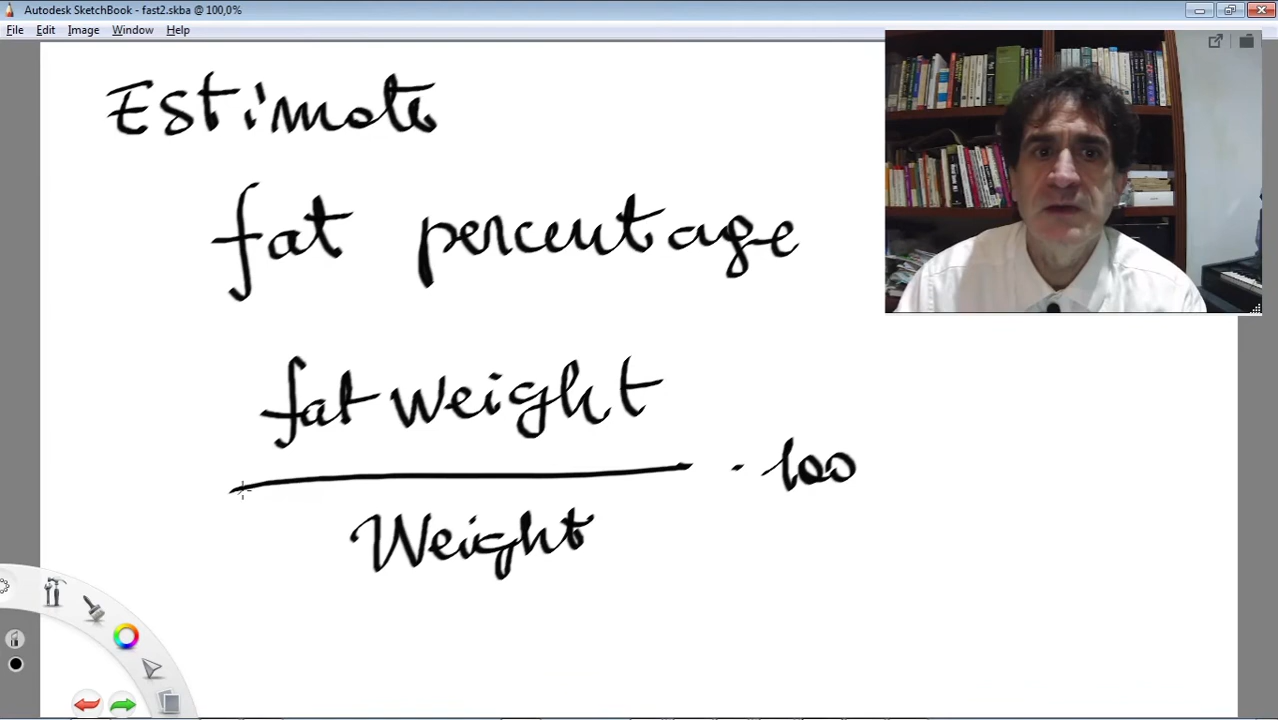 Autodesk SketchBook - fast2.skba @ 100,0%
File Edit Image Window Help
Estimate
fat percentage
fat weight
· 100
Weight